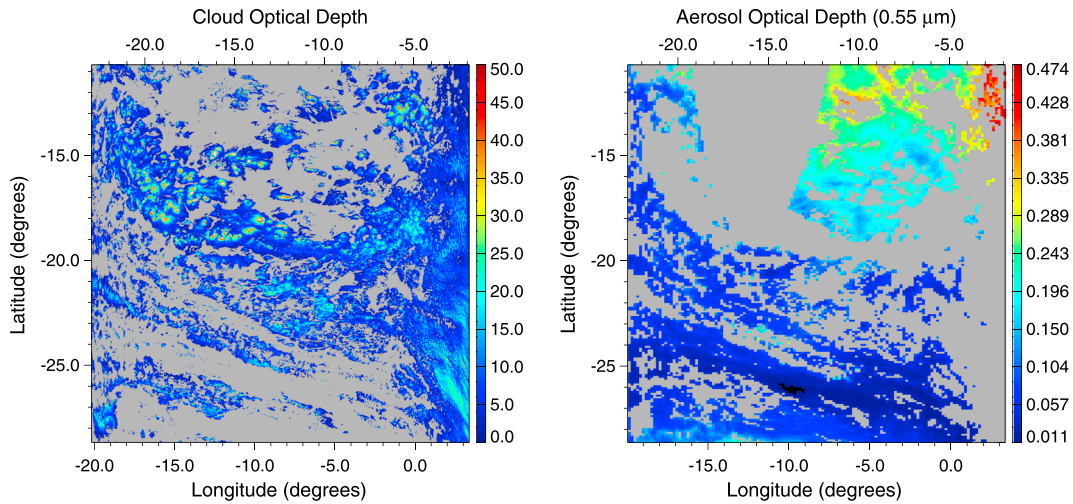 Cloud Optical Depth
-20.0 -15.0 -10.0 -5.0
50.0
45.0
40.0
35.0
30.0
25.0
20.0
15.0
10.0
5.0
0.0
-15.0
-20.0
-25.0
Latitude (degrees)
-20.0 -15.0 -10.0 -5.0 0.0
Longitude (degrees)
Aerosol Optical Depth (0.55 μm)
-20.0 -15.0 -10.0 -5.0
0.474
0.428
0.381
0.335
0.289
0.243
0.196
0.150
0.104
0.057
0.011
-15
-20
-25
Latitude (degrees)
-15.0 -10.0 -5.0 0.0
Longitude (degrees)